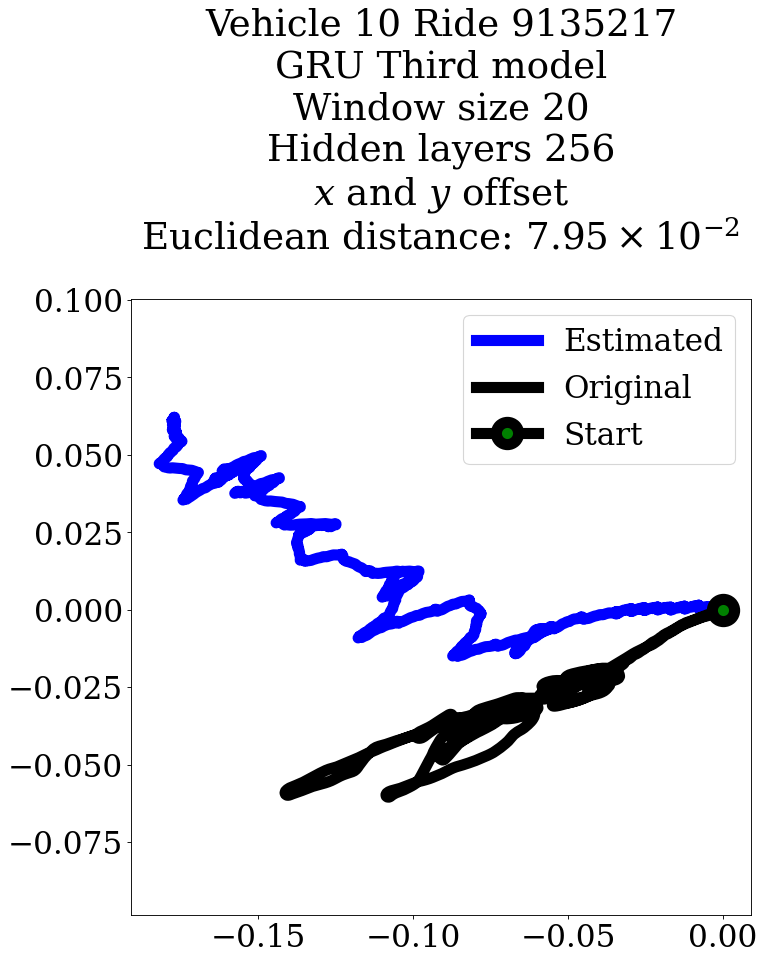 Vehicle 10 Ride 9135217
GRU Third model
Window size 20
Hidden layers 256
x and y offset
Euclidean distance: 7.95 × 10⁻²
0.100
0.075
0.050
0.025
0.000
−0.025
−0.050
−0.075
Estimated
Original
Start
−0.15
−0.10
−0.05
0.00